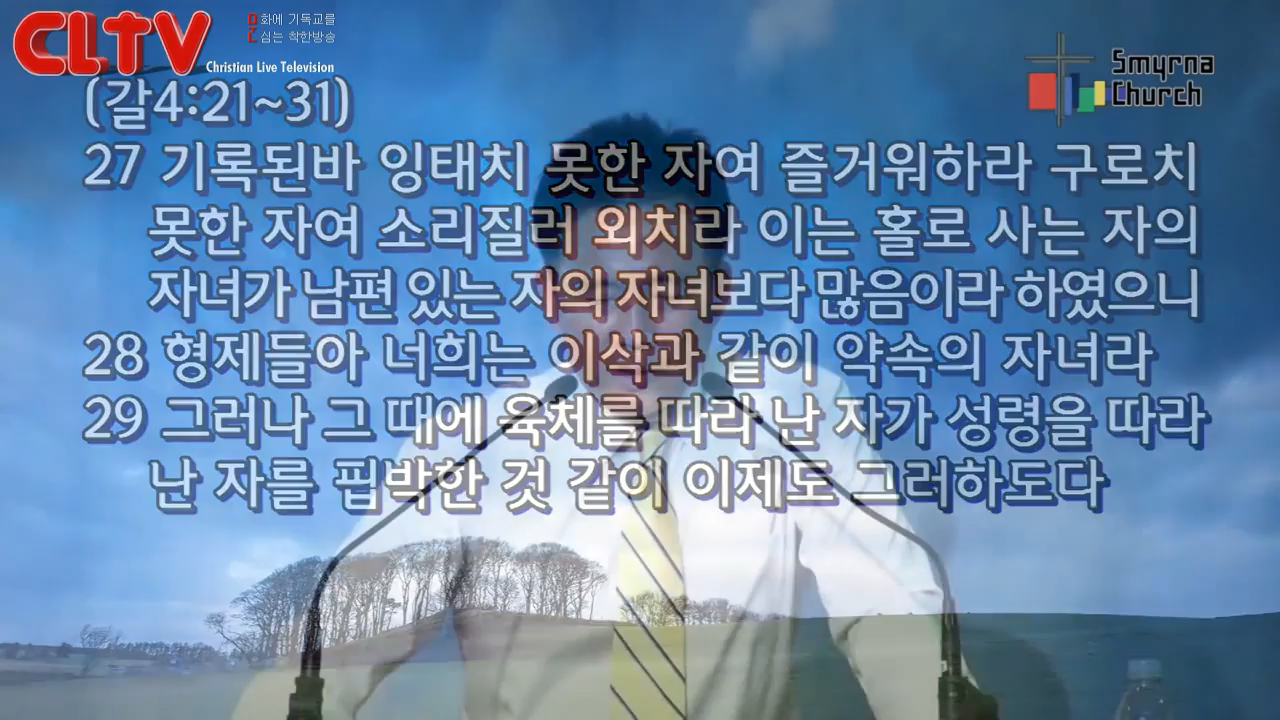 CLTV
문화에 기독교를
심는 착한방송
Christian Live Television
Smyrna
Church
(갈4:21~31)
27 기록된바 잉태치 못한 자여 즐거워하라 구로치
못한 자여 소리질러 외치라 이는 홀로 사는 자의
자녀가 남편 있는 자의 자녀보다 많음이라 하였으니
28 형제들아 너희는 이삭과 같이 약속의 자녀라
29 그러나 그 때에 육체를 따라 난 자가 성령을 따라
난 자를 핍박한 것 같이 이제도 그러하도다